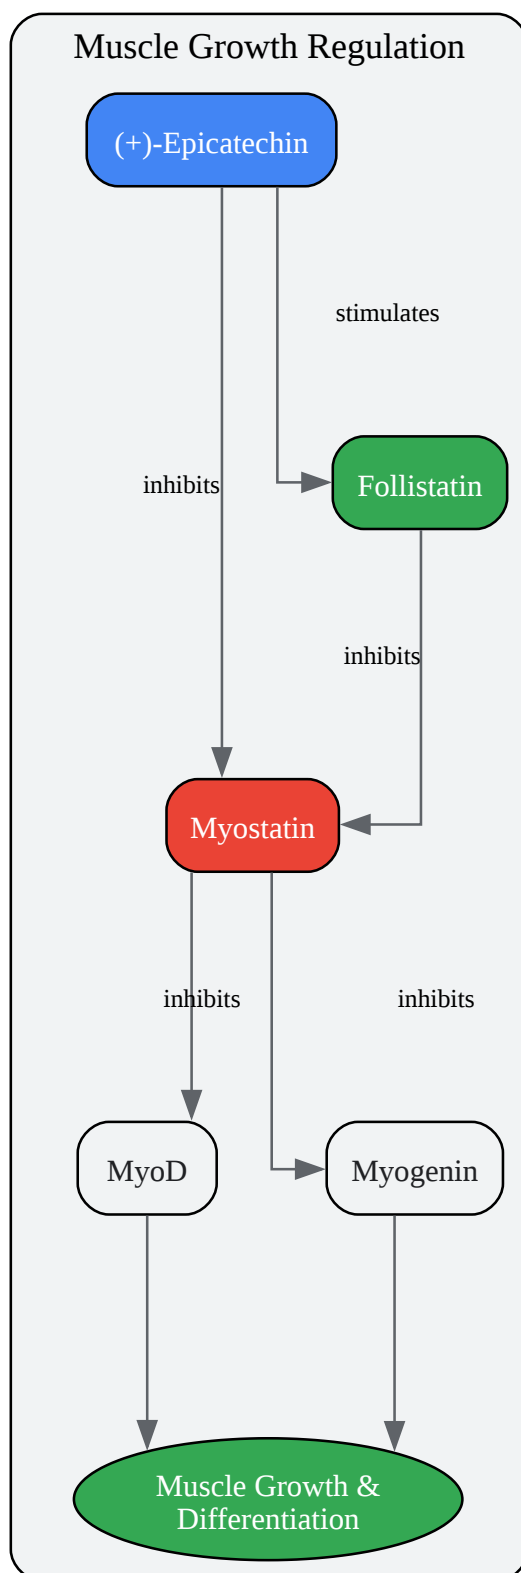 Muscle Growth Regulation
(+)-Epicatechin
stimulates
inhibits
Follistatin
inhibits
Myostatin
inhibits
inhibits
MyoD
Myogenin
Muscle Growth &
Differentiation